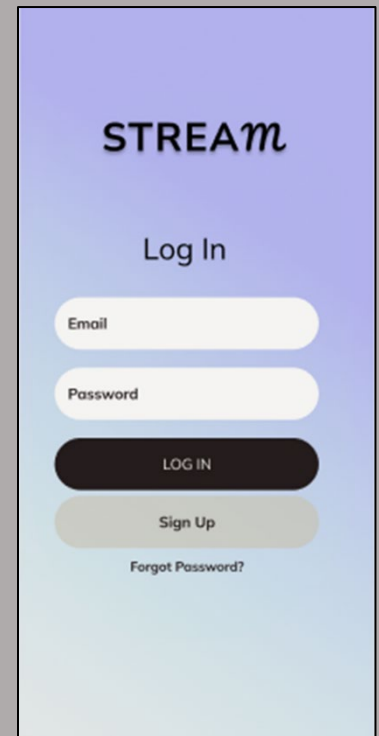 STREAM
Log In
Email
Password
LOG IN
Sign Up
Forgot Password?